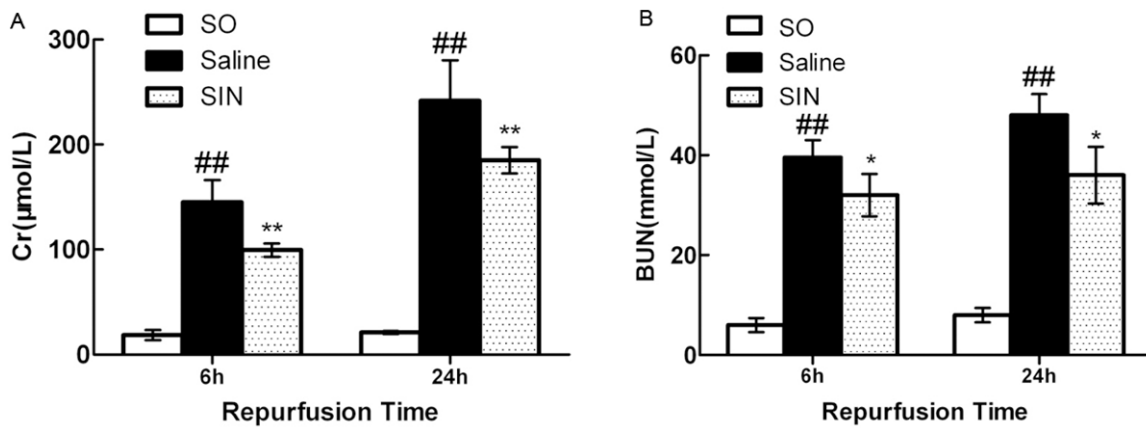 A
SO
Saline
SIN
300
200
100
0
Cr(μmol/L)
##
**
##
**
6h
24h
Repurfusion Time
B
SO
Saline
SIN
60
40
20
0
BUN(mmol/L)
##
*
##
*
6h
24h
Repurfusion Time